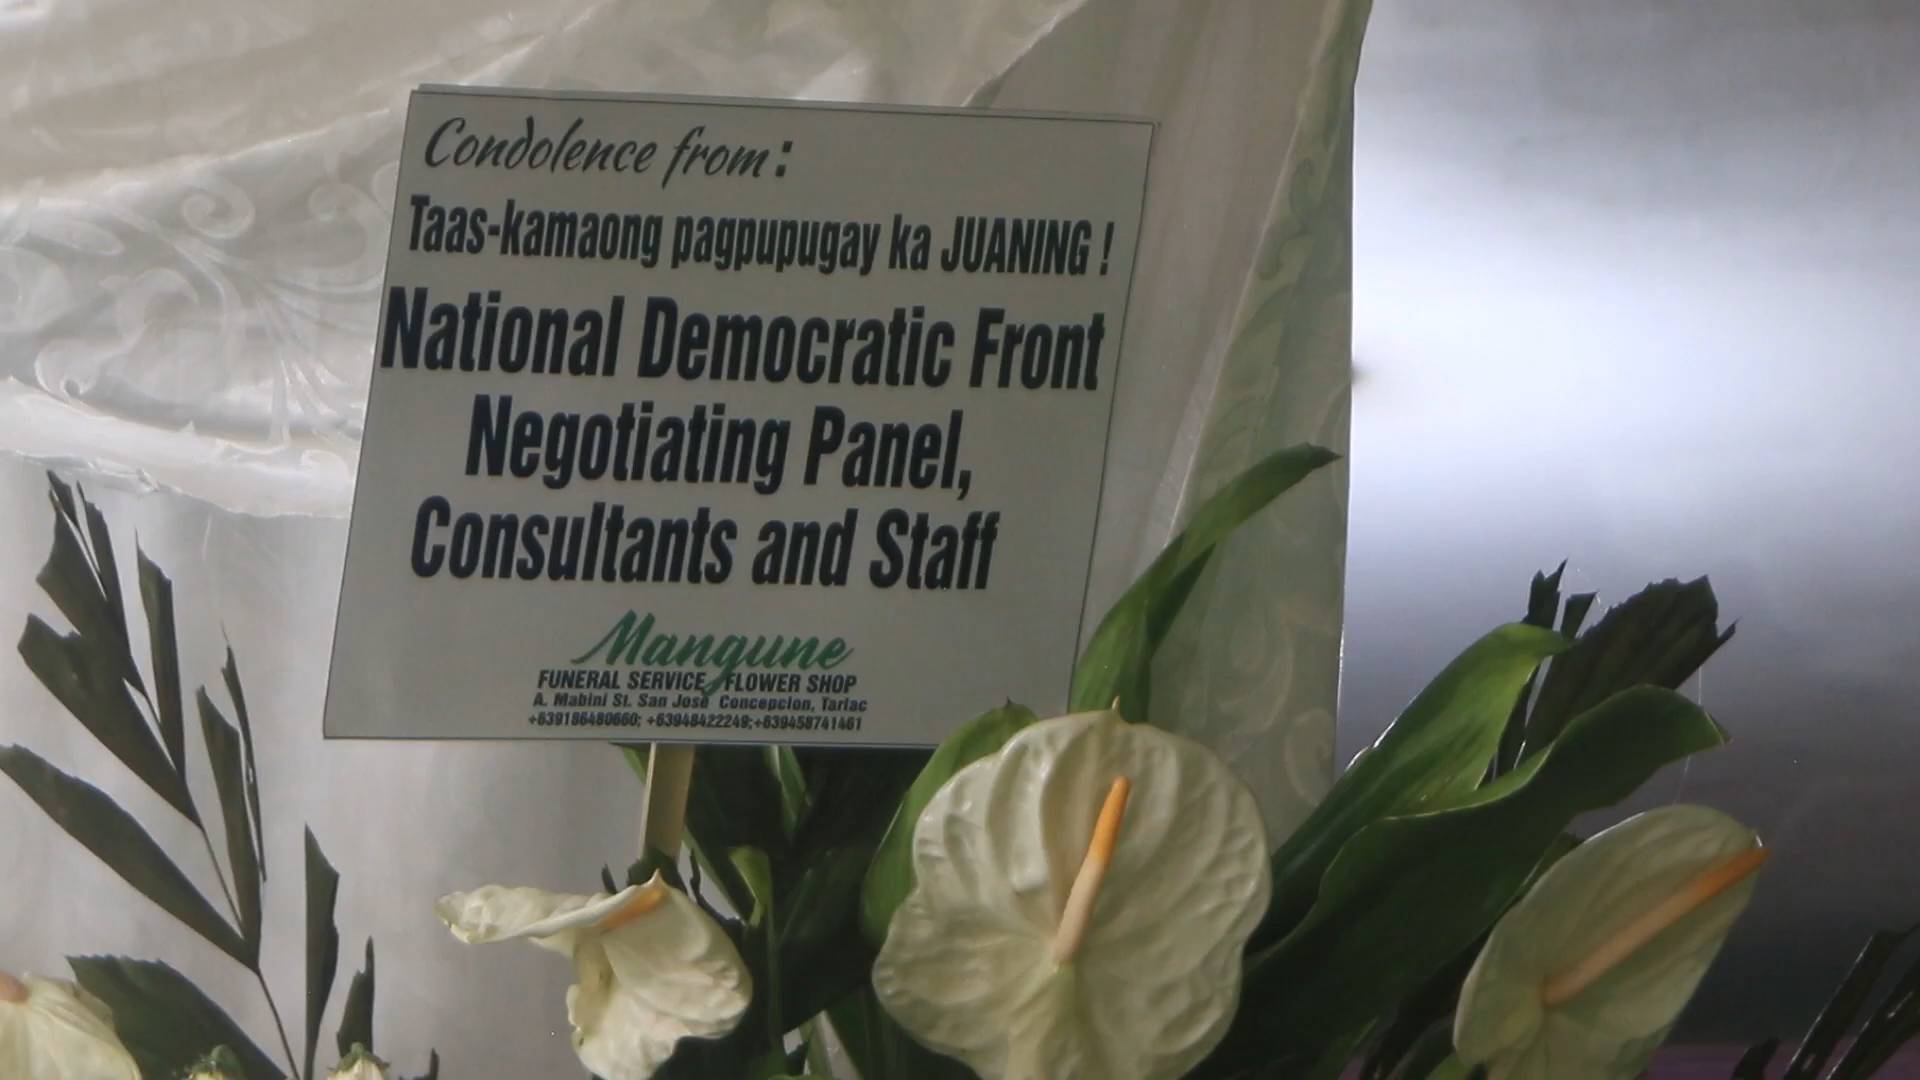 Condolence from:
Taas-kamaong pagpupugay ka JUANING !
National Democratic Front
Negotiating Panel,
Consultants and Staff
Mangune
FUNERAL SERVICE / FLOWER SHOP
A. Mabini St. San Jose Concepcion, Tarlac
+639186480660; +63948422249;+639458741461